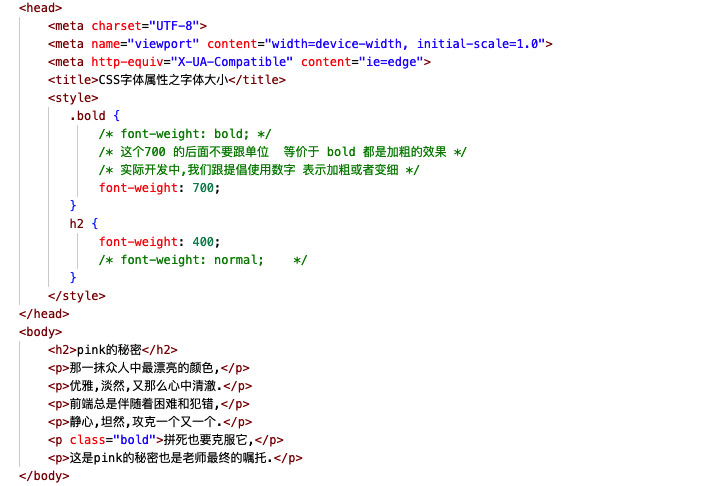 <head>
<meta charset="UTF-8">
<meta name="viewport" content="width=device-width, initial-scale=1.0">
<meta http-equiv="X-UA-Compatible" content="ie=edge">
<title>CSS字体属性之字体大小</title>
<style>
.bold {
/* font-weight: bold; */
/* 这个700 的后面不要跟单位  等价于 bold 都是加粗的效果 */
/* 实际开发中,我们跟提倡使用数字 表示加粗或者变细 */
font-weight: 700;
}
h2 {
font-weight: 400;
/* font-weight: normal;    */
}
</style>
</head>
<body>
<h2>pink的秘密</h2>
<p>那一抹众人中最漂亮的颜色,</p>
<p>优雅,淡然,又那么心中清澈.</p>
<p>前端总是伴随着困难和犯错,</p>
<p>静心,坦然,攻克一个又一个.</p>
<p class="bold">拼死也要克服它,</p>
<p>这是pink的秘密也是老师最终的嘱托.</p>
</body>